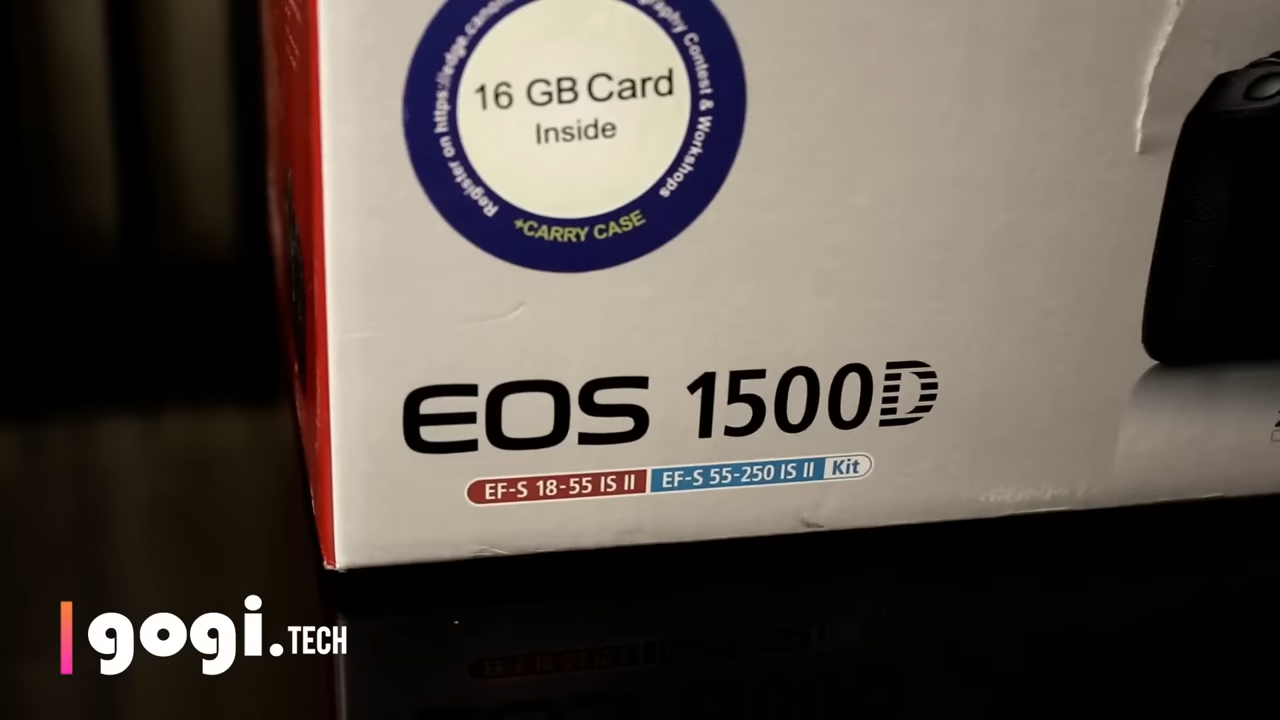 Register on https://edge.canon
graphy Contest & Workshops
16 GB Card
Inside
+CARRY CASE
EOS 1500D
EF-S 18-55 IS II EF-S 55-250 IS II Kit
gogi.TECH